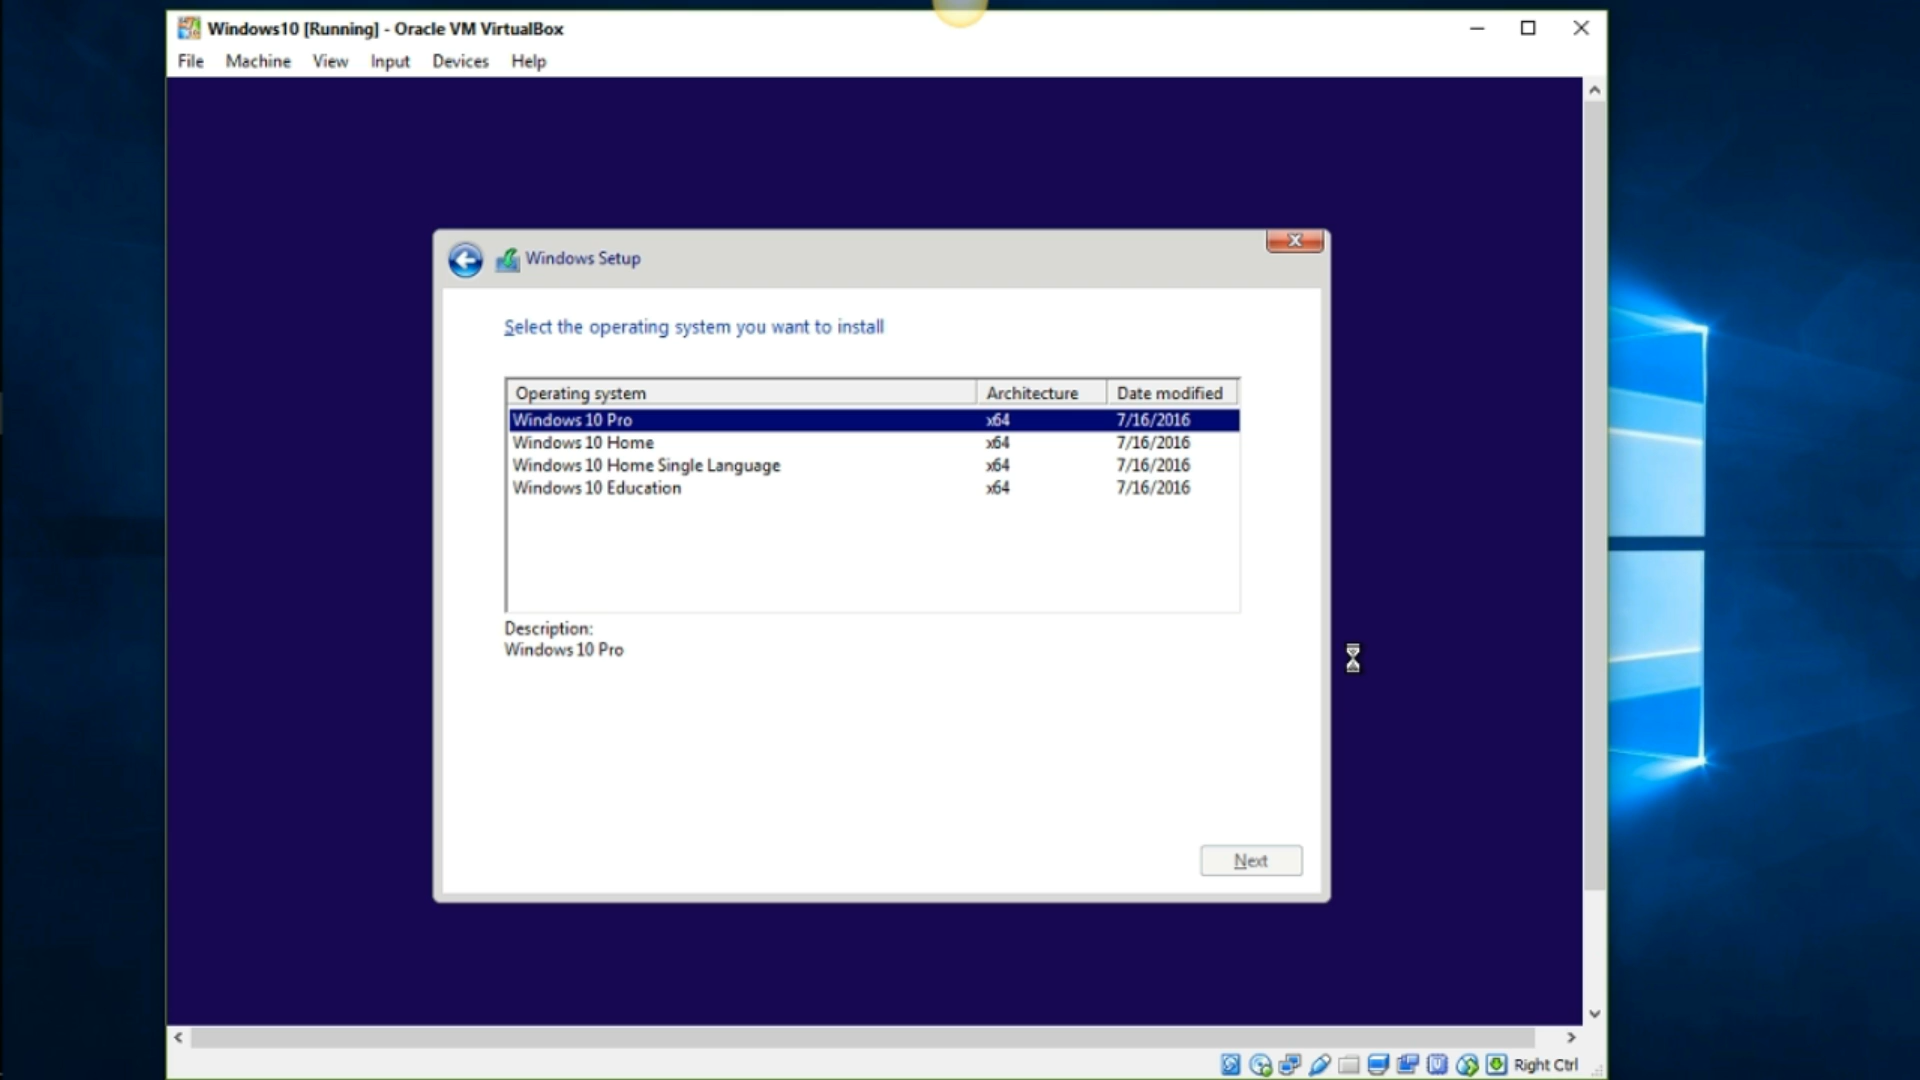 Windows10 [Running] - Oracle VM VirtualBox
File Machine View Input Devices Help
Windows Setup
Select the operating system you want to install
Operating system Architecture Date modified
Windows 10 Pro x64 7/16/2016
Windows 10 Home x64 7/16/2016
Windows 10 Home Single Language x64 7/16/2016
Windows 10 Education x64 7/16/2016
Description:
Windows 10 Pro
Next
Right Ctrl